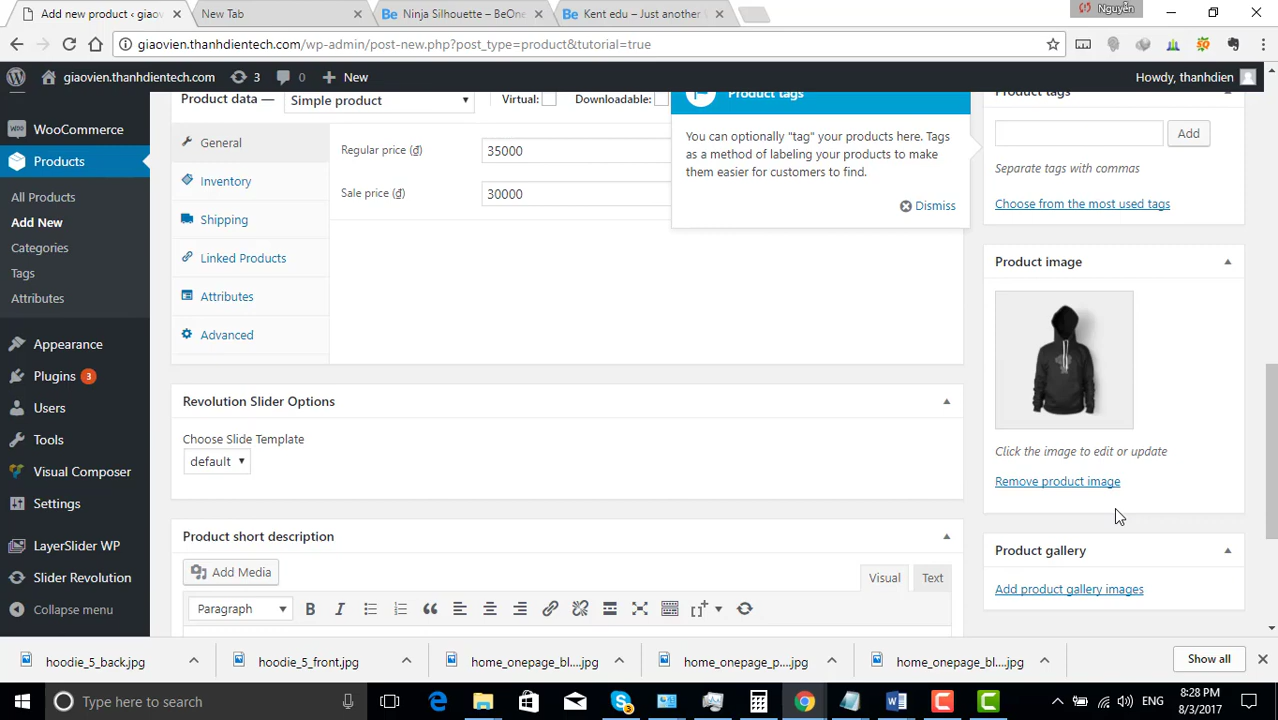 Add new product ‹ giaov
New Tab
Ninja Silhouette – BeOne
Kent edu – Just another
Nguyễn
giaovien.thanhdientech.com/wp-admin/post-new.php?post_type=product&tutorial=true
giaovien.thanhdientech.com
3
0
New
Howdy, thanhdien
WooCommerce
Products
All Products
Add New
Categories
Tags
Attributes
Appearance
Plugins 3
Users
Tools
Visual Composer
Settings
LayerSlider WP
Slider Revolution
Collapse menu
Product data —
Simple product
Virtual:
Downloadable:
General
Inventory
Shipping
Linked Products
Attributes
Advanced
Regular price (₫)
35000
Sale price (₫)
30000
Product tags
You can optionally "tag" your products here. Tags
as a method of labeling your products to make
them easier for customers to find.
Dismiss
Revolution Slider Options
Choose Slide Template
default
Product short description
Add Media
Visual
Text
Paragraph
Product tags
Add
Separate tags with commas
Choose from the most used tags
Product image
Click the image to edit or update
Remove product image
Product gallery
Add product gallery images
hoodie_5_back.jpg
hoodie_5_front.jpg
home_onepage_bl....jpg
home_onepage_p....jpg
home_onepage_bl....jpg
Show all
Type here to search
ENG
8:28 PM
8/3/2017